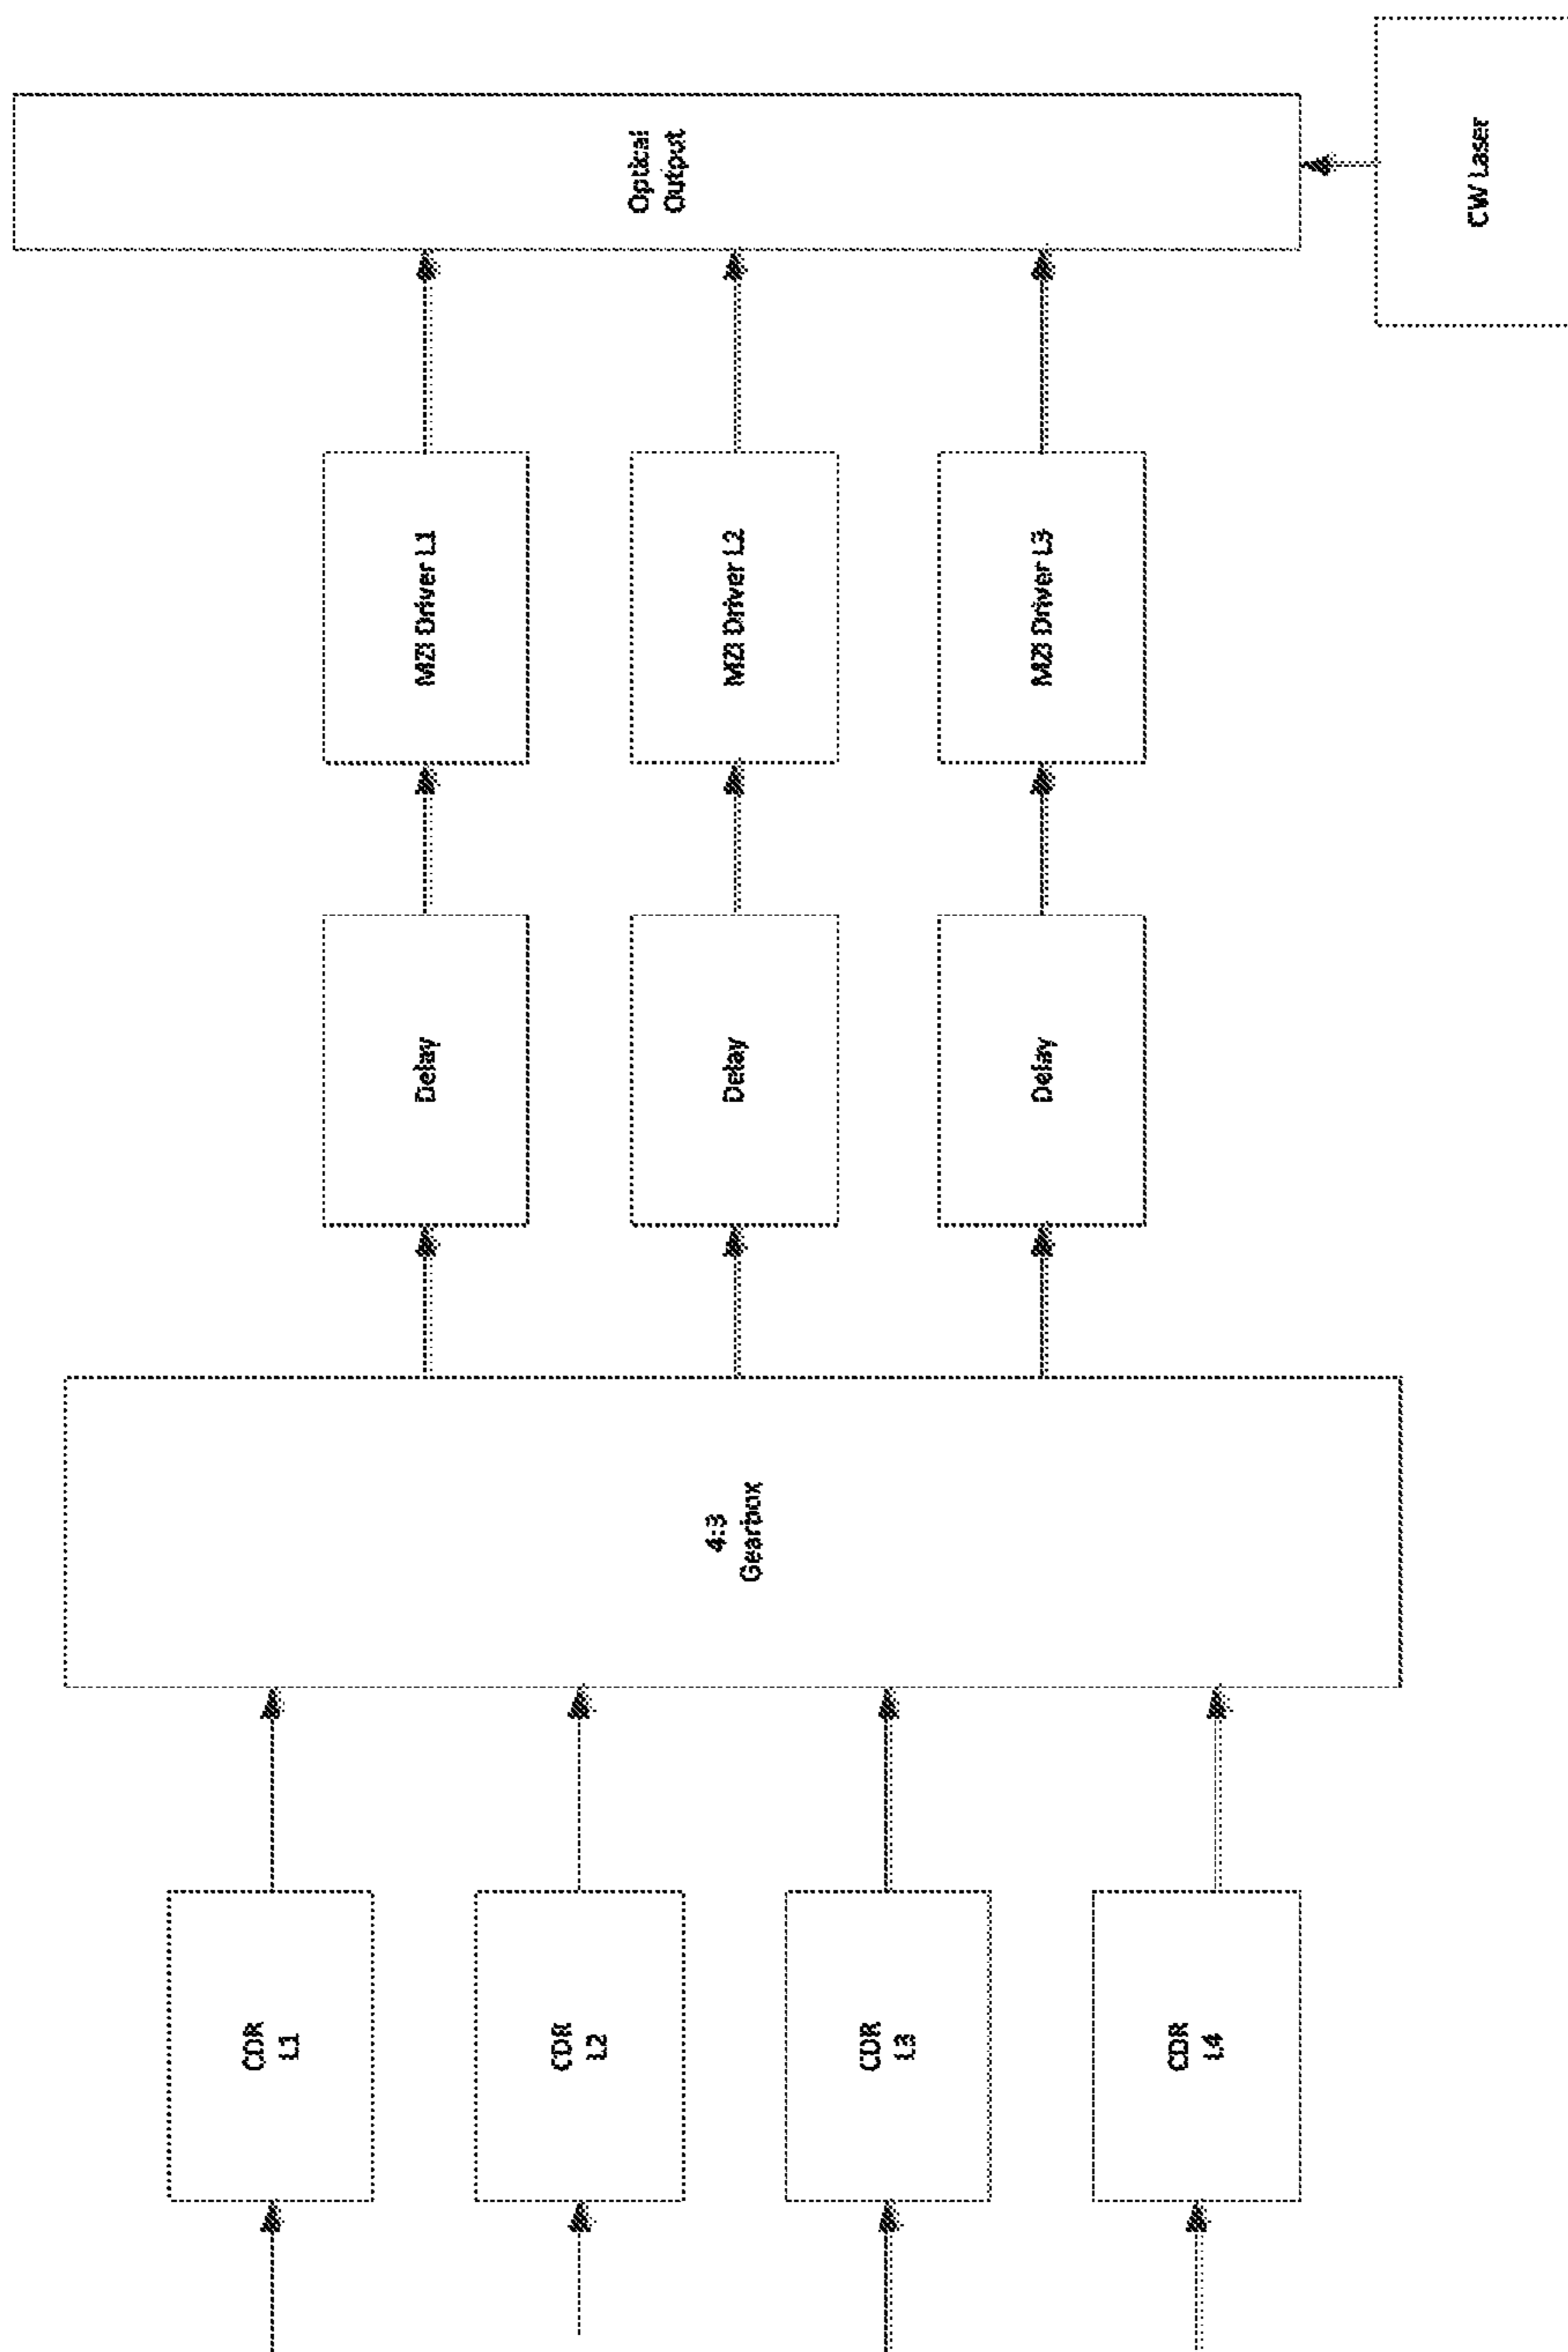 CDR
L1
CDR
L2
CDR
L3
CDR
L4
4:3
Gearbox
Delay
Delay
Delay
MZI Driver L1
MZI Driver L2
MZI Driver L3
Optical
Output
CW Laser